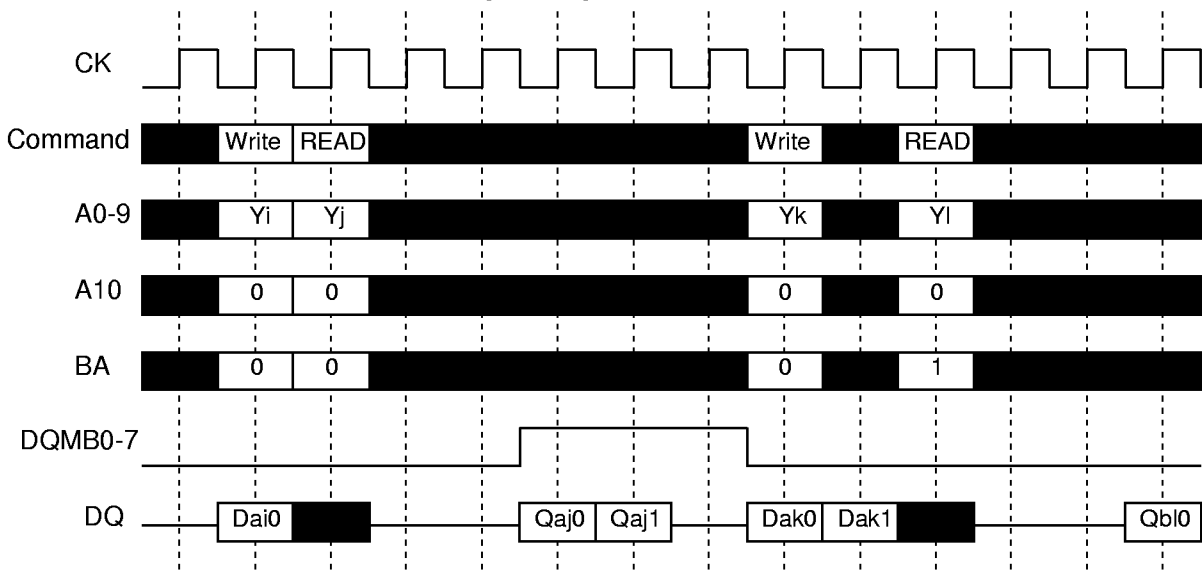 CK
Command Write READ Write READ
A0-9 Yi Yj Yk Yl
A10 0 0 0 0
BA 0 0 0 1
DQMB0-7
DQ Dai0 Qaj0 Qaj1 Dak0 Dak1 Qbl0